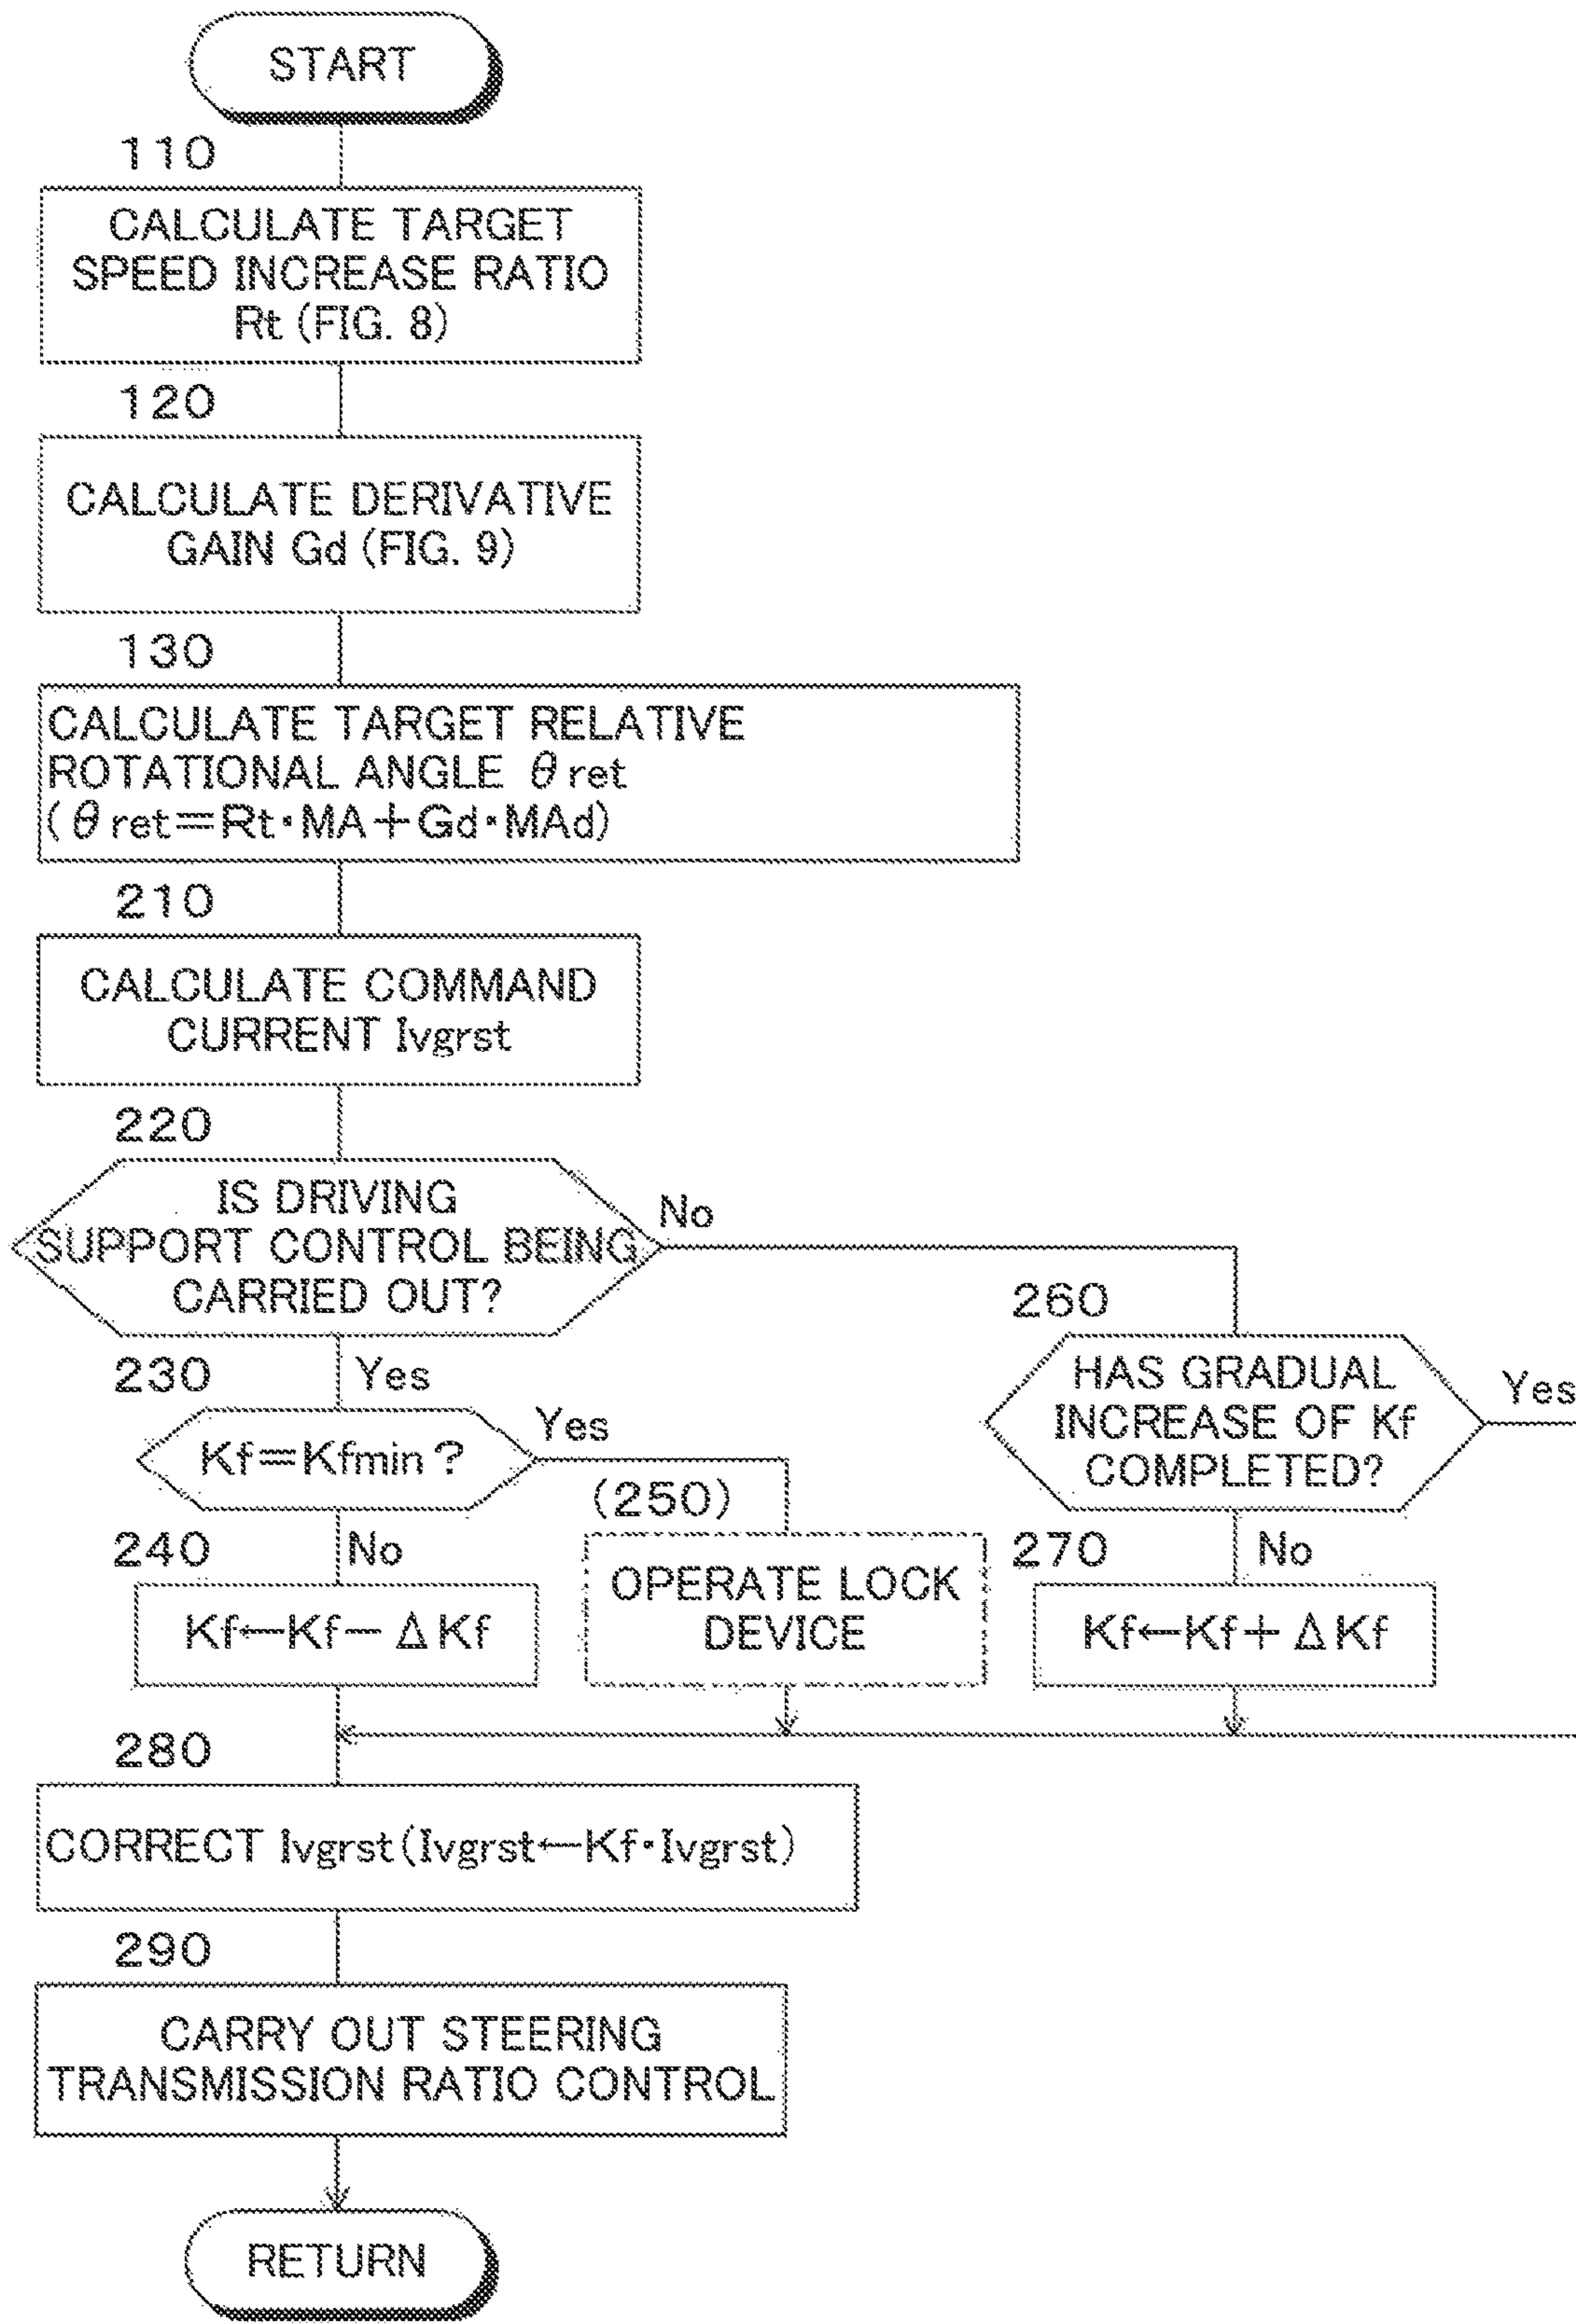 START
110
CALCULATE TARGET
SPEED INCREASE RATIO
Rt (FIG. 8)
120
CALCULATE DERIVATIVE
GAIN Gd (FIG. 9)
130
CALCULATE TARGET RELATIVE
ROTATIONAL ANGLE θret
(θret=Rt·MA+Gd·MAd)
210
CALCULATE COMMAND
CURRENT Ivgrst
220
IS DRIVING
SUPPORT CONTROL BEING
CARRIED OUT?
No
230
Yes
Kf=Kfmin?
Yes
260
HAS GRADUAL
INCREASE OF Kf
COMPLETED?
Yes
240
No
Kf←Kf-ΔKf
(250)
OPERATE LOCK
DEVICE
270
No
Kf←Kf+ΔKf
280
CORRECT Ivgrst(Ivgrst←Kf·Ivgrst)
290
CARRY OUT STEERING
TRANSMISSION RATIO CONTROL
RETURN